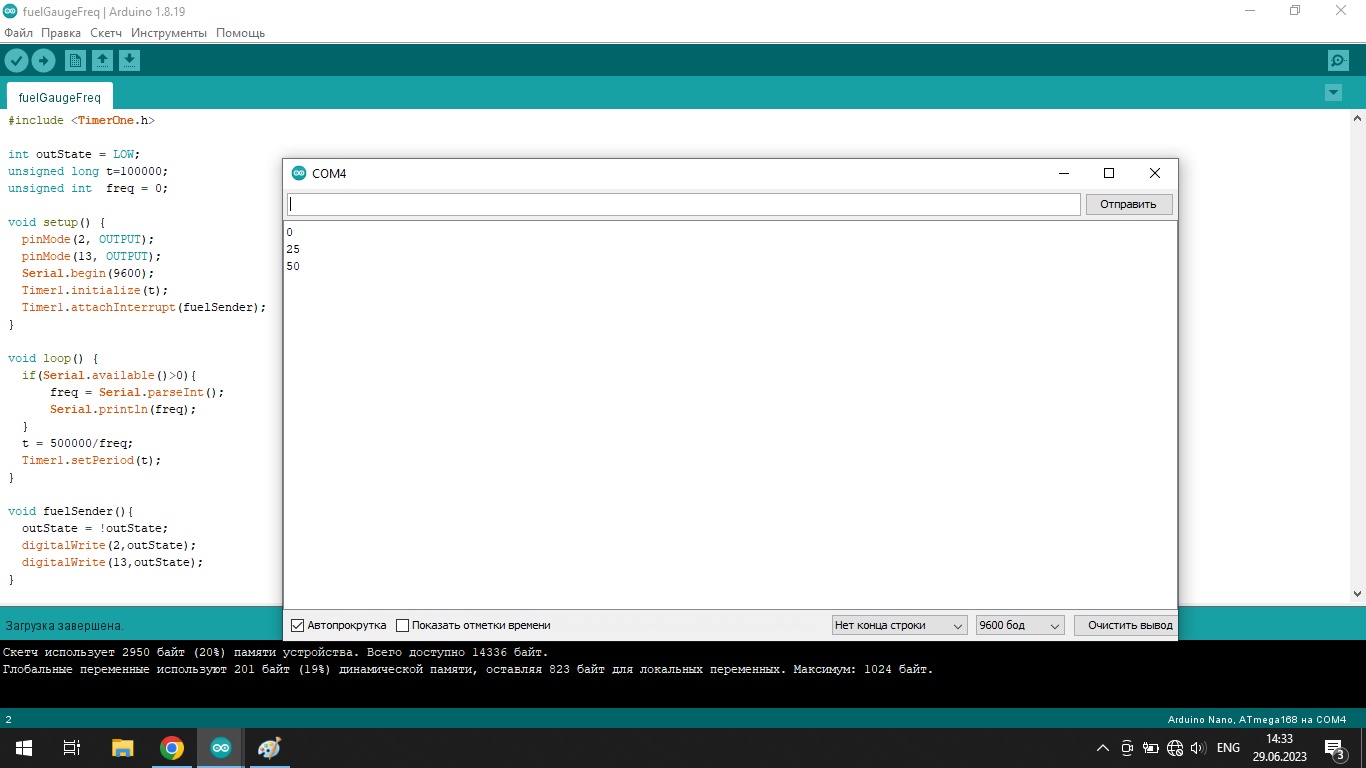 fuelGaugeFreq | Arduino 1.8.19
Файл Правка Скетч Инструменты Помощь
fuelGaugeFreq
#include <TimerOne.h>
int outState = LOW;
unsigned long t=100000;
unsigned int  freq = 0;
void setup() {
  pinMode(2, OUTPUT);
  pinMode(13, OUTPUT);
  Serial.begin(9600);
  Timer1.initialize(t);
  Timer1.attachInterrupt(fuelSender);
}
void loop() {
  if(Serial.available()>0){
      freq = Serial.parseInt();
      Serial.println(freq);
  }
  t = 500000/freq;
  Timer1.setPeriod(t);
}
void fuelSender(){
  outState = !outState;
  digitalWrite(2,outState);
  digitalWrite(13,outState);
}
COM4
Отправить
0
25
50
Автопрокрутка Показать отметки времени Нет конца строки 9600 бод Очистить вывод
Загрузка завершена.
Скетч использует 2950 байт (20%) памяти устройства. Всего доступно 14336 байт.
Глобальные переменные используют 201 байт (19%) динамической памяти, оставляя 823 байт для локальных переменных. Максимум: 1024 байт.
2 Arduino Nano, ATmega168 на COM4
ENG
14:33
29.06.2023
3